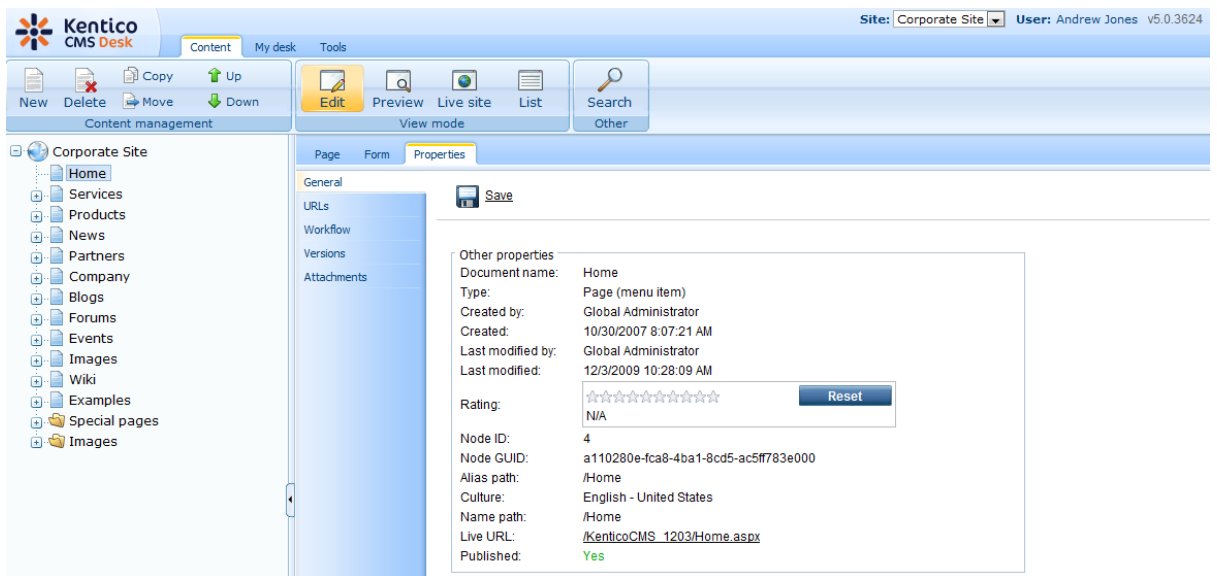 Kentico
CMS Desk
Site: Corporate Site User: Andrew Jones v5.0.3624
Content My desk Tools
New Delete Copy Move Up Down
Content management
Edit Preview Live site List
View mode
Search
Other
Corporate Site
Home
Services
Products
News
Partners
Company
Blogs
Forums
Events
Images
Wiki
Examples
Special pages
Images
Page Form Properties
General
URLs
Workflow
Versions
Attachments
Save
Other properties
Document name: Home
Type: Page (menu item)
Created by: Global Administrator
Created: 10/30/2007 8:07:21 AM
Last modified by: Global Administrator
Last modified: 12/3/2009 10:28:09 AM
Rating: Reset
N/A
Node ID: 4
Node GUID: a110280e-fca8-4ba1-8cd5-ac5ff783e000
Alias path: /Home
Culture: English - United States
Name path: /Home
Live URL: /KenticoCMS_1203/Home.aspx
Published: Yes